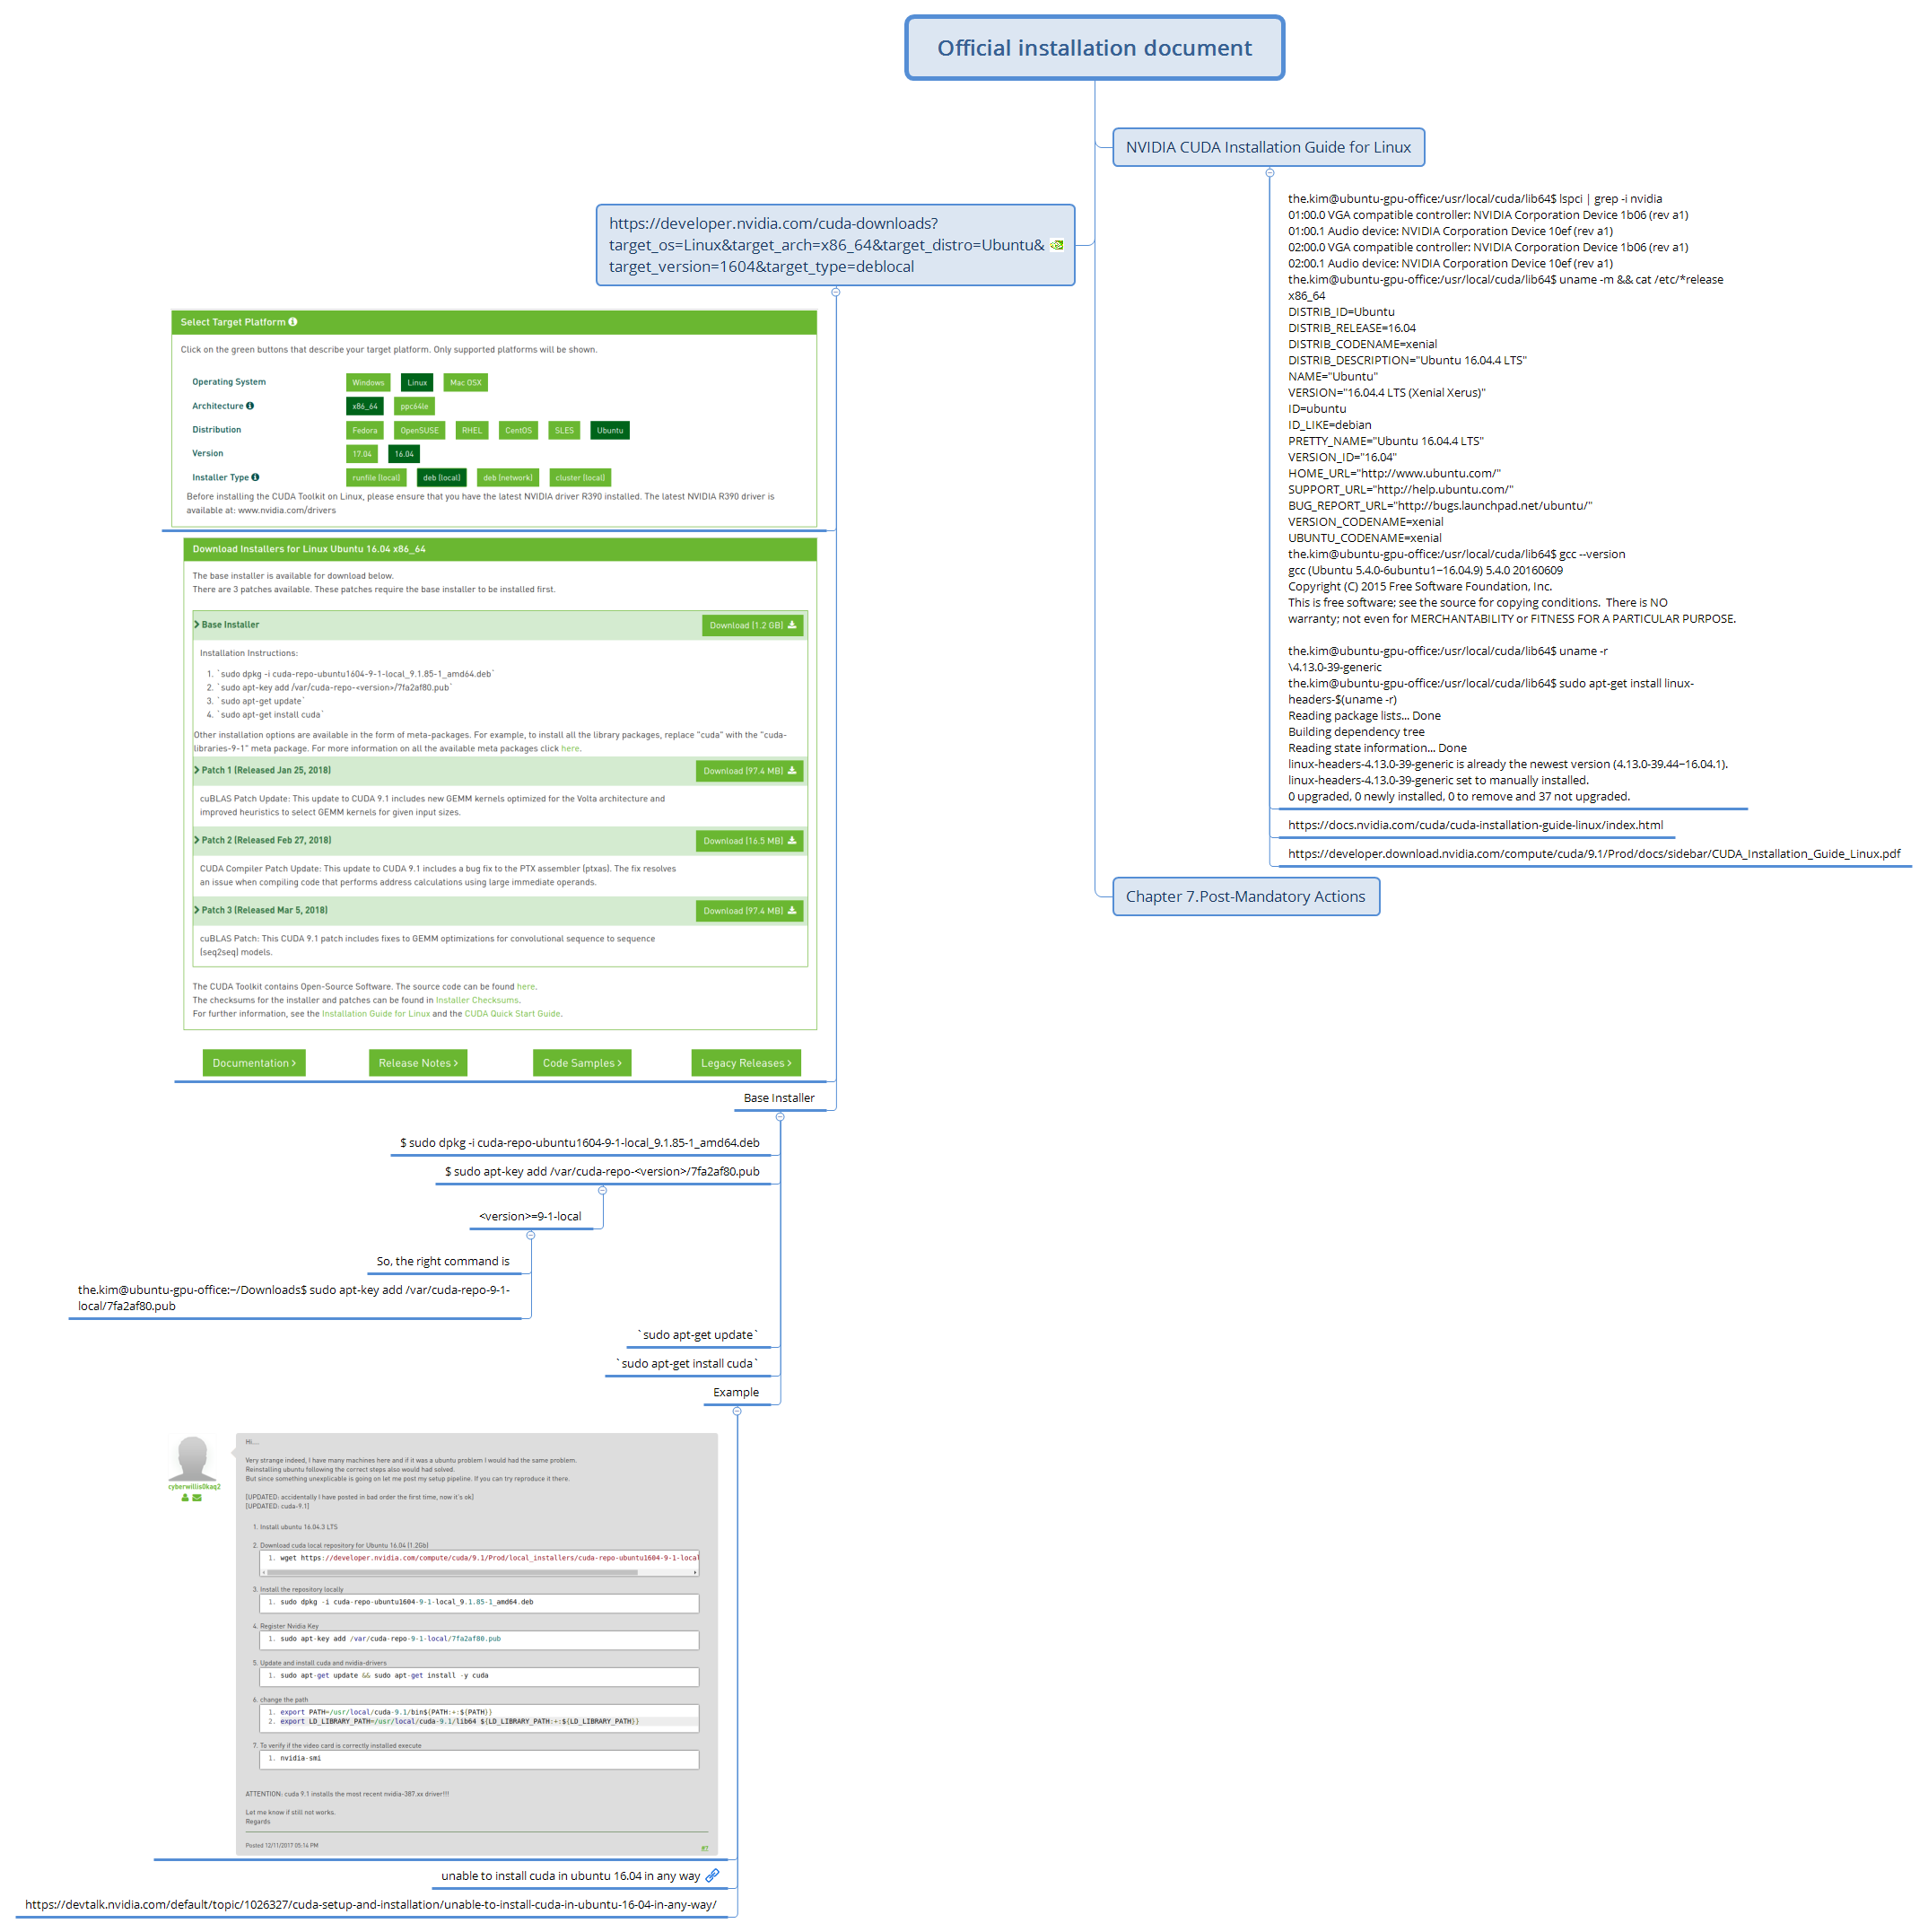 Official installation document
NVIDIA CUDA Installation Guide for Linux
the.kim@ubuntu-gpu-office:/usr/local/cuda/lib64$ lspci | grep -i nvidia
01:00.0 VGA compatible controller: NVIDIA Corporation Device 1b06 (rev a1)
01:00.1 Audio device: NVIDIA Corporation Device 10ef (rev a1)
02:00.0 VGA compatible controller: NVIDIA Corporation Device 1b06 (rev a1)
02:00.1 Audio device: NVIDIA Corporation Device 10ef (rev a1)
the.kim@ubuntu-gpu-office:/usr/local/cuda/lib64$ uname -m && cat /etc/*release
x86_64
DISTRIB_ID=Ubuntu
DISTRIB_RELEASE=16.04
DISTRIB_CODENAME=xenial
DISTRIB_DESCRIPTION="Ubuntu 16.04.4 LTS"
NAME="Ubuntu"
VERSION="16.04.4 LTS (Xenial Xerus)"
ID=ubuntu
ID_LIKE=debian
PRETTY_NAME="Ubuntu 16.04.4 LTS"
VERSION_ID="16.04"
HOME_URL="http://www.ubuntu.com/"
SUPPORT_URL="http://help.ubuntu.com/"
BUG_REPORT_URL="http://bugs.launchpad.net/ubuntu/"
VERSION_CODENAME=xenial
UBUNTU_CODENAME=xenial
the.kim@ubuntu-gpu-office:/usr/local/cuda/lib64$ gcc --version
gcc (Ubuntu 5.4.0-6ubuntu1~16.04.9) 5.4.0 20160609
Copyright (C) 2015 Free Software Foundation, Inc.
This is free software; see the source for copying conditions.  There is NO
warranty; not even for MERCHANTABILITY or FITNESS FOR A PARTICULAR PURPOSE.
the.kim@ubuntu-gpu-office:/usr/local/cuda/lib64$ uname -r
\4.13.0-39-generic
the.kim@ubuntu-gpu-office:/usr/local/cuda/lib64$ sudo apt-get install linux-
headers-$(uname -r)
Reading package lists... Done
Building dependency tree
Reading state information... Done
linux-headers-4.13.0-39-generic is already the newest version (4.13.0-39.44~16.04.1).
linux-headers-4.13.0-39-generic set to manually installed.
0 upgraded, 0 newly installed, 0 to remove and 37 not upgraded.
https://docs.nvidia.com/cuda/cuda-installation-guide-linux/index.html
https://developer.download.nvidia.com/compute/cuda/9.1/Prod/docs/sidebar/CUDA_Installation_Guide_Linux.pdf
Chapter 7.Post-Mandatory Actions
https://developer.nvidia.com/cuda-downloads?
target_os=Linux&target_arch=x86_64&target_distro=Ubuntu&
target_version=1604&target_type=deblocal
Select Target Platform
Click on the green buttons that describe your target platform. Only supported platforms will be shown.
Operating System Windows Linux Mac OSX
Architecture x86_64 ppc64le
Distribution Fedora OpenSUSE RHEL CentOS SLES Ubuntu
Version 17.04 16.04
Installer Type runfile [local] deb [local] deb [network] cluster [local]
Before installing the CUDA Toolkit on Linux, please ensure that you have the latest NVIDIA driver R390 installed. The latest NVIDIA R390 driver is
available at: www.nvidia.com/drivers
Download Installers for Linux Ubuntu 16.04 x86_64
The base installer is available for download below.
There are 3 patches available. These patches require the base installer to be installed first.
Base Installer Download [1.2 GB]
Installation Instructions:
1. `sudo dpkg -i cuda-repo-ubuntu1604-9-1-local_9.1.85-1_amd64.deb`
2. `sudo apt-key add /var/cuda-repo-<version>/7fa2af80.pub`
3. `sudo apt-get update`
4. `sudo apt-get install cuda`
Other installation options are available in the form of meta-packages. For example, to install all the library packages, replace "cuda" with the "cuda-
libraries-9-1" meta package. For more information on all the available meta packages click here.
Patch 1 (Released Jan 25, 2018) Download [97.4 MB]
cuBLAS Patch Update: This update to CUDA 9.1 includes new GEMM kernels optimized for the Volta architecture and
improved heuristics to select GEMM kernels for given input sizes.
Patch 2 (Released Feb 27, 2018) Download [16.5 MB]
CUDA Compiler Patch Update: This update to CUDA 9.1 includes a bug fix to the PTX assembler (ptxas). The fix resolves
an issue when compiling code that performs address calculations using large immediate operands.
Patch 3 (Released Mar 5, 2018) Download [97.4 MB]
cuBLAS Patch: This CUDA 9.1 patch includes fixes to GEMM optimizations for convolutional sequence to sequence
(seq2seq) models.
The CUDA Toolkit contains Open-Source Software. The source code can be found here.
The checksums for the installer and patches can be found in Installer Checksums.
For further information, see the Installation Guide for Linux and the CUDA Quick Start Guide.
Documentation > Release Notes > Code Samples > Legacy Releases >
Base Installer
$ sudo dpkg -i cuda-repo-ubuntu1604-9-1-local_9.1.85-1_amd64.deb
$ sudo apt-key add /var/cuda-repo-<version>/7fa2af80.pub
<version>=9-1-local
So, the right command is
the.kim@ubuntu-gpu-office:~/Downloads$ sudo apt-key add /var/cuda-repo-9-1-
local/7fa2af80.pub
`sudo apt-get update`
`sudo apt-get install cuda`
Example
cyberwillis0kaq2
Hi....
Very strange indeed, I have many machines here and if it was a ubuntu problem I would had the same problem.
Reinstalling ubuntu following the correct steps also would had solved.
But since something unexplicable is going on let me post my setup pipeline. If you can try reproduce it there.
[UPDATED: accidentally I have posted in bad order the first time, now it's ok]
[UPDATED: cuda-9.1]
1. Install ubuntu 16.04.3 LTS
2. Download cuda local repository for Ubuntu 16.04 (1.2Gb)
1. wget https://developer.nvidia.com/compute/cuda/9.1/Prod/local_installers/cuda-repo-ubuntu1604-9-1-local
3. Install the repository locally
1. sudo dpkg -i cuda-repo-ubuntu1604-9-1-local_9.1.85-1_amd64.deb
4. Register Nvidia Key
1. sudo apt-key add /var/cuda-repo-9-1-local/7fa2af80.pub
5. Update and install cuda and nvidia-drivers
1. sudo apt-get update && sudo apt-get install -y cuda
6. change the path
1. export PATH=/usr/local/cuda-9.1/bin${PATH:+:${PATH}}
2. export LD_LIBRARY_PATH=/usr/local/cuda-9.1/lib64 ${LD_LIBRARY_PATH:+:${LD_LIBRARY_PATH}}
7. To verify if the video card is correctly installed execute
1. nvidia-smi
ATTENTION: cuda 9.1 installs the most recent nvidia-387.xx driver!!!
Let me know if still not works.
Regards
Posted 12/11/2017 05:14 PM
#7
unable to install cuda in ubuntu 16.04 in any way
https://devtalk.nvidia.com/default/topic/1026327/cuda-setup-and-installation/unable-to-install-cuda-in-ubuntu-16-04-in-any-way/